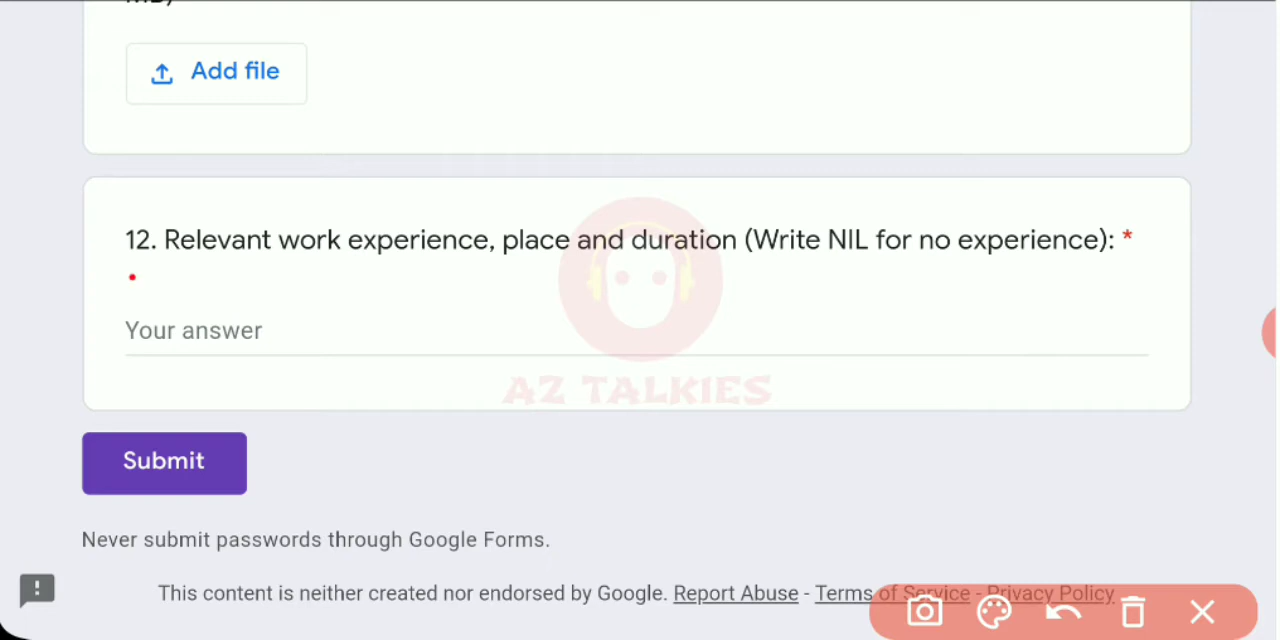 Add file
12. Relevant work experience, place and duration (Write NIL for no experience): *
Your answer
AZ TALKIES
Submit
Never submit passwords through Google Forms.
This content is neither created nor endorsed by Google. Report Abuse - Terms of Service - Privacy Policy